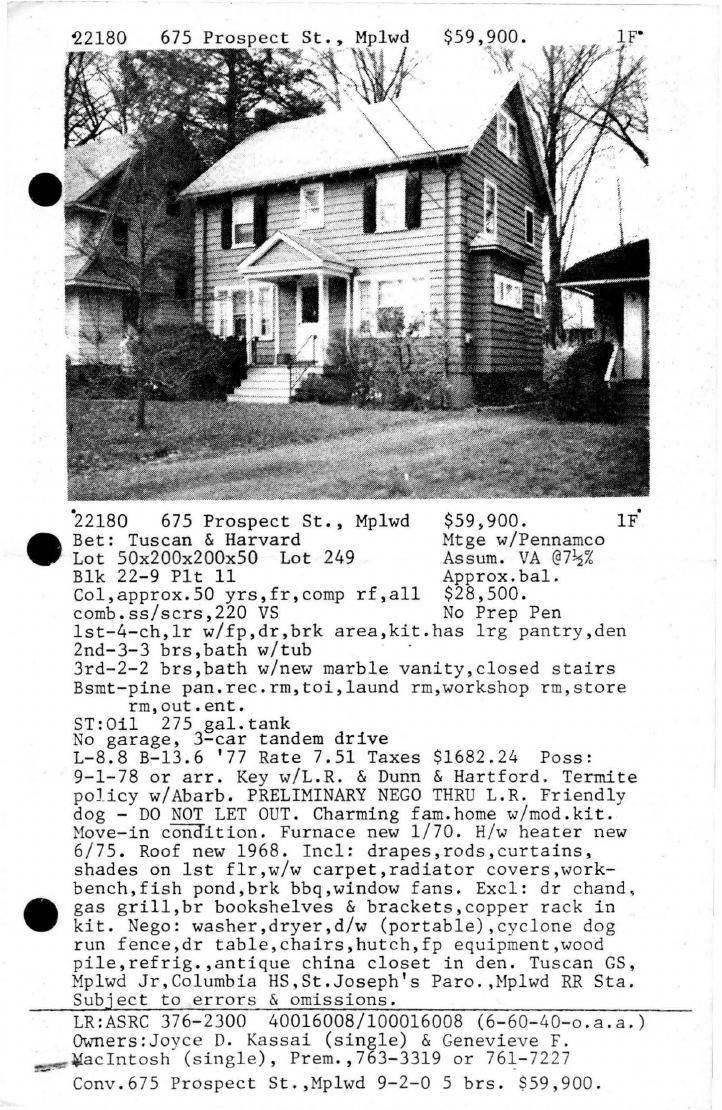 22180 675 Prospect St., Mplwd $59,900. 1F
22180 675 Prospect St., Mplwd $59,900. 1F
Bet: Tuscan & Harvard Mtge w/Pennamco
Lot 50x200x200x50 Lot 249 Assum. VA @7½%
Blk 22-9 Plt 11 Approx.bal.
Col,approx.50 yrs,fr,comp rf,all $28,500.
comb.ss/scrs,220 VS No Prep Pen
1st-4-ch,lr w/fp,dr,brk area,kit.has lrg pantry,den
2nd-3-3 brs,bath w/tub
3rd-2-2 brs,bath w/new marble vanity,closed stairs
Bsmt-pine pan.rec.rm,toi,laund rm,workshop rm,store
rm,out.ent.
ST:Oil 275 gal.tank
No garage, 3-car tandem drive
L-8.8 B-13.6 '77 Rate 7.51 Taxes $1682.24 Poss:
9-1-78 or arr. Key w/L.R. & Dunn & Hartford. Termite
policy w/Abarb. PRELIMINARY NEGO THRU L.R. Friendly
dog - DO NOT LET OUT. Charming fam.home w/mod.kit.
Move-in condition. Furnace new 1/70. H/w heater new
6/75. Roof new 1968. Incl: drapes,rods,curtains,
shades on 1st flr,w/w carpet,radiator covers,work-
bench,fish pond,brk bbq,window fans. Excl: dr chand,
gas grill,br bookshelves & brackets,copper rack in
kit. Nego: washer,dryer,d/w (portable),cyclone dog
run fence,dr table,chairs,hutch,fp equipment,wood
pile,refrig.,antique china closet in den. Tuscan GS,
Mplwd Jr,Columbia HS,St.Joseph's Paro.,Mplwd RR Sta.
Subject to errors & omissions.
LR:ASRC 376-2300 40016008/100016008 (6-60-40-o.a.a.)
Owners:Joyce D. Kassai (single) & Genevieve F.
MacIntosh (single), Prem.,763-3319 or 761-7227
Conv.675 Prospect St.,Mplwd 9-2-0 5 brs. $59,900.